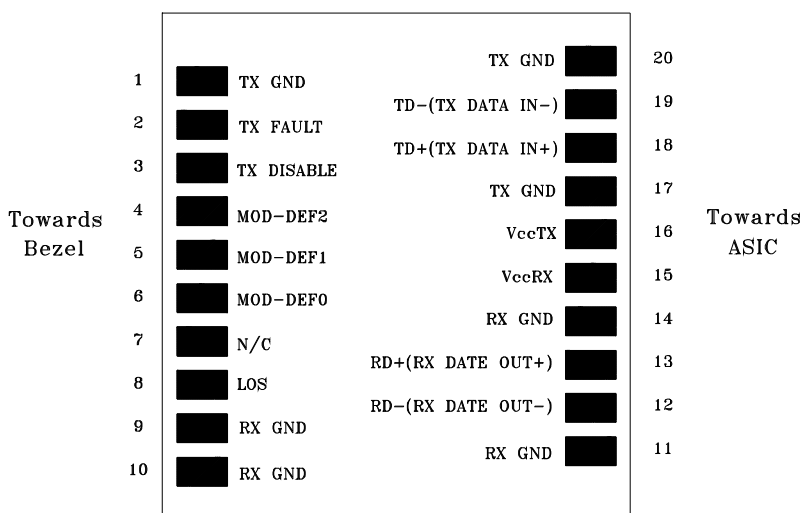 TX GND 20
1 TX GND
TD-(TX DATA IN-) 19
2 TX FAULT
TD+(TX DATA IN+) 18
3 TX DISABLE
TX GND 17
4 MOD-DEF2
Towards Bezel
VccTX 16
Towards ASIC
5 MOD-DEF1
VccRX 15
6 MOD-DEF0
RX GND 14
7 N/C
RD+(RX DATE OUT+) 13
8 LOS
RD-(RX DATE OUT-) 12
9 RX GND
RX GND 11
10 RX GND